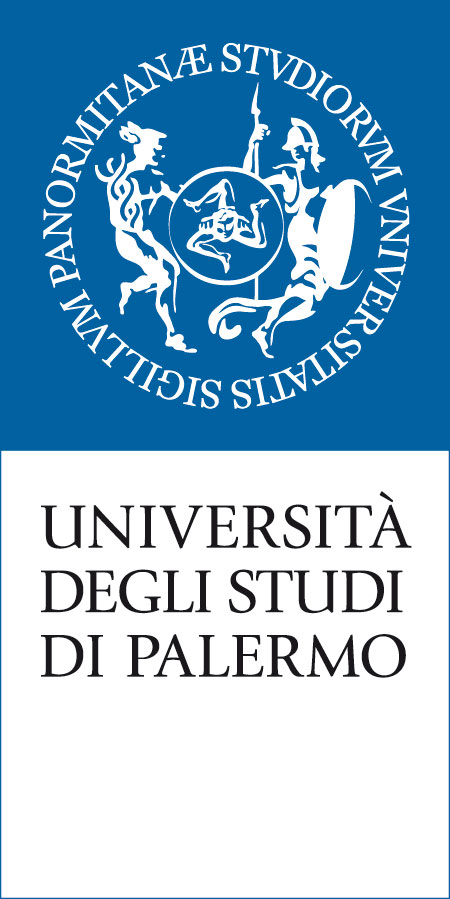 SIGILLVM PANORMITANÆ STVDIORVM VNIVERSITATIS
UNIVERSITÀ
DEGLI STUDI
DI PALERMO